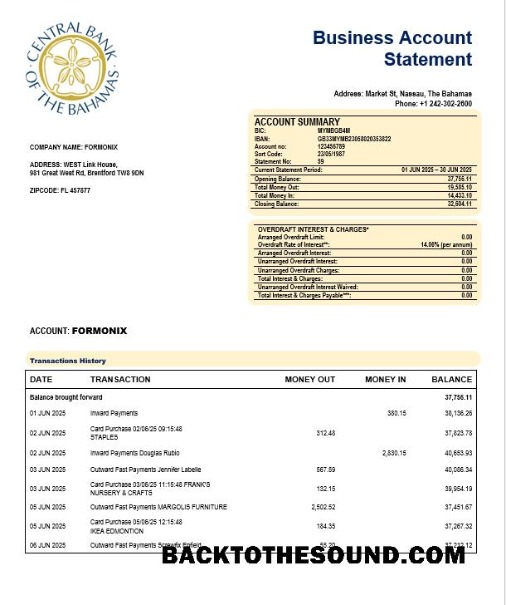 CENTRAL BANK
OF THE BAHAMAS
Business Account
Statement
Address: Market St, Nassau, The Bahamas
Phone: +1 242-302-2600
COMPANY NAME: FORMONIX
ADDRESS: WEST Link House,
981 Great West Rd, Brentford TW8 9DN
ZIPCODE: FL 457877
ACCOUNT SUMMARY
BIC: MYMBGB4M
IBAN: GB33MYMB23058020353822
Account no: 123456789
Sort Code: 23/05/1987
Statement No: 39
Current Statement Period: 01 JUN 2025 – 30 JUN 2025
Opening Balance: 37,756.11
Total Money Out: 19,585.10
Total Money In: 14,433.10
Closing Balance: 32,604.11
OVERDRAFT INTEREST & CHARGES*
Arranged Overdraft Limit: 0.00
Overdraft Rate of Interest**: 14.00% (per annum)
Arranged Overdraft Interest: 0.00
Unarranged Overdraft Interest: 0.00
Unarranged Overdraft Charges: 0.00
Total Interest & Charges: 0.00
Unarranged Overdraft Interest Waived: 0.00
Total Interest & Charges Payable***: 0.00
ACCOUNT: FORMONIX
Transactions History
DATE TRANSACTION MONEY OUT MONEY IN BALANCE
Balance brought forward 37,756.11
01 JUN 2025 Inward Payments 380.15 38,136.26
02 JUN 2025 Card Purchase 02/06/25 09:15:48 312.48 37,823.78
STAPLES
02 JUN 2025 Inward Payments Douglas Rubio 2,830.15 40,653.93
03 JUN 2025 Outward Fast Payments Jennifer Labelle 567.59 40,086.34
03 JUN 2025 Card Purchase 03/06/25 11:15:48 FRANK'S 132.15 39,954.19
NURSERY & CRAFTS
05 JUN 2025 Outward Fast Payments MARGOLIS FURNITURE 2,502.52 37,451.67
05 JUN 2025 Card Purchase 05/06/25 12:15:48 184.35 37,267.32
IKEA EDMONTION
06 JUN 2025 Outward Fast Payments Screwfix Enfield 55.20 37,212.12
BACKTOTHESOUND.COM